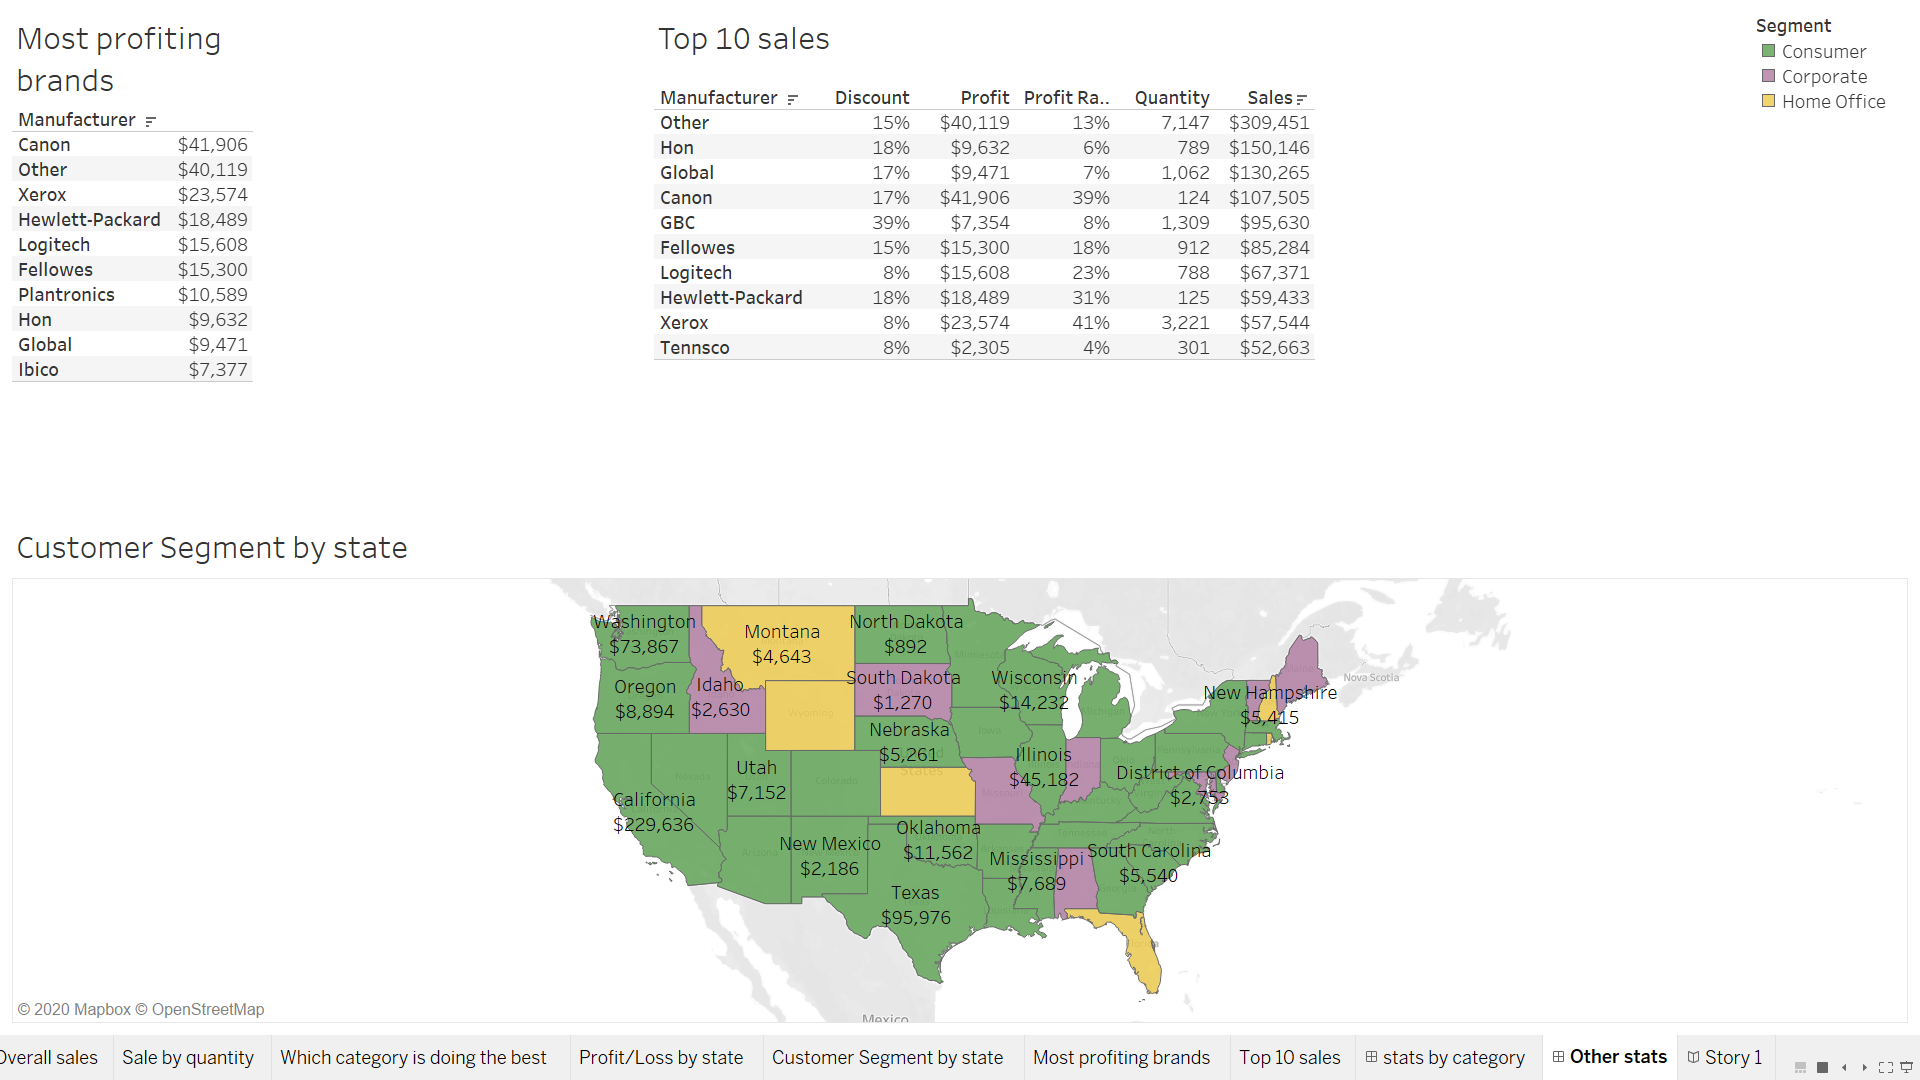 Most profiting
brands
Manufacturer
Canon $41,906
Other $40,119
Xerox $23,574
Hewlett-Packard $18,489
Logitech $15,608
Fellowes $15,300
Plantronics $10,589
Hon $9,632
Global $9,471
Ibico $7,377
Top 10 sales
Manufacturer Discount Profit Profit Ra.. Quantity Sales
Other 15% $40,119 13% 7,147 $309,451
Hon 18% $9,632 6% 789 $150,146
Global 17% $9,471 7% 1,062 $130,265
Canon 17% $41,906 39% 124 $107,505
GBC 39% $7,354 8% 1,309 $95,630
Fellowes 15% $15,300 18% 912 $85,284
Logitech 8% $15,608 23% 788 $67,371
Hewlett-Packard 18% $18,489 31% 125 $59,433
Xerox 8% $23,574 41% 3,221 $57,544
Tennsco 8% $2,305 4% 301 $52,663
Segment
Consumer
Corporate
Home Office
Customer Segment by state
Washington
$73,867
Montana
$4,643
North Dakota
$892
Oregon
$8,894
Idaho
$2,630
South Dakota
$1,270
Wisconsin
$14,232
New Hampshire
$5,415
Nova Scotia
Wyoming
Nebraska
$5,261
States
Iowa
Utah
$7,152
Nevada
Colorado
Illinois
$45,182
Pennsylvania
District of Columbia
$2,753
California
$229,636
Arizona
New Mexico
$2,186
Oklahoma
$11,562
Tennessee
North
Mississippi
$7,689
South Carolina
$5,540
Texas
$95,976
Mexico
© 2020 Mapbox © OpenStreetMap
Overall sales
Sale by quantity
Which category is doing the best
Profit/Loss by state
Customer Segment by state
Most profiting brands
Top 10 sales
stats by category
Other stats
Story 1